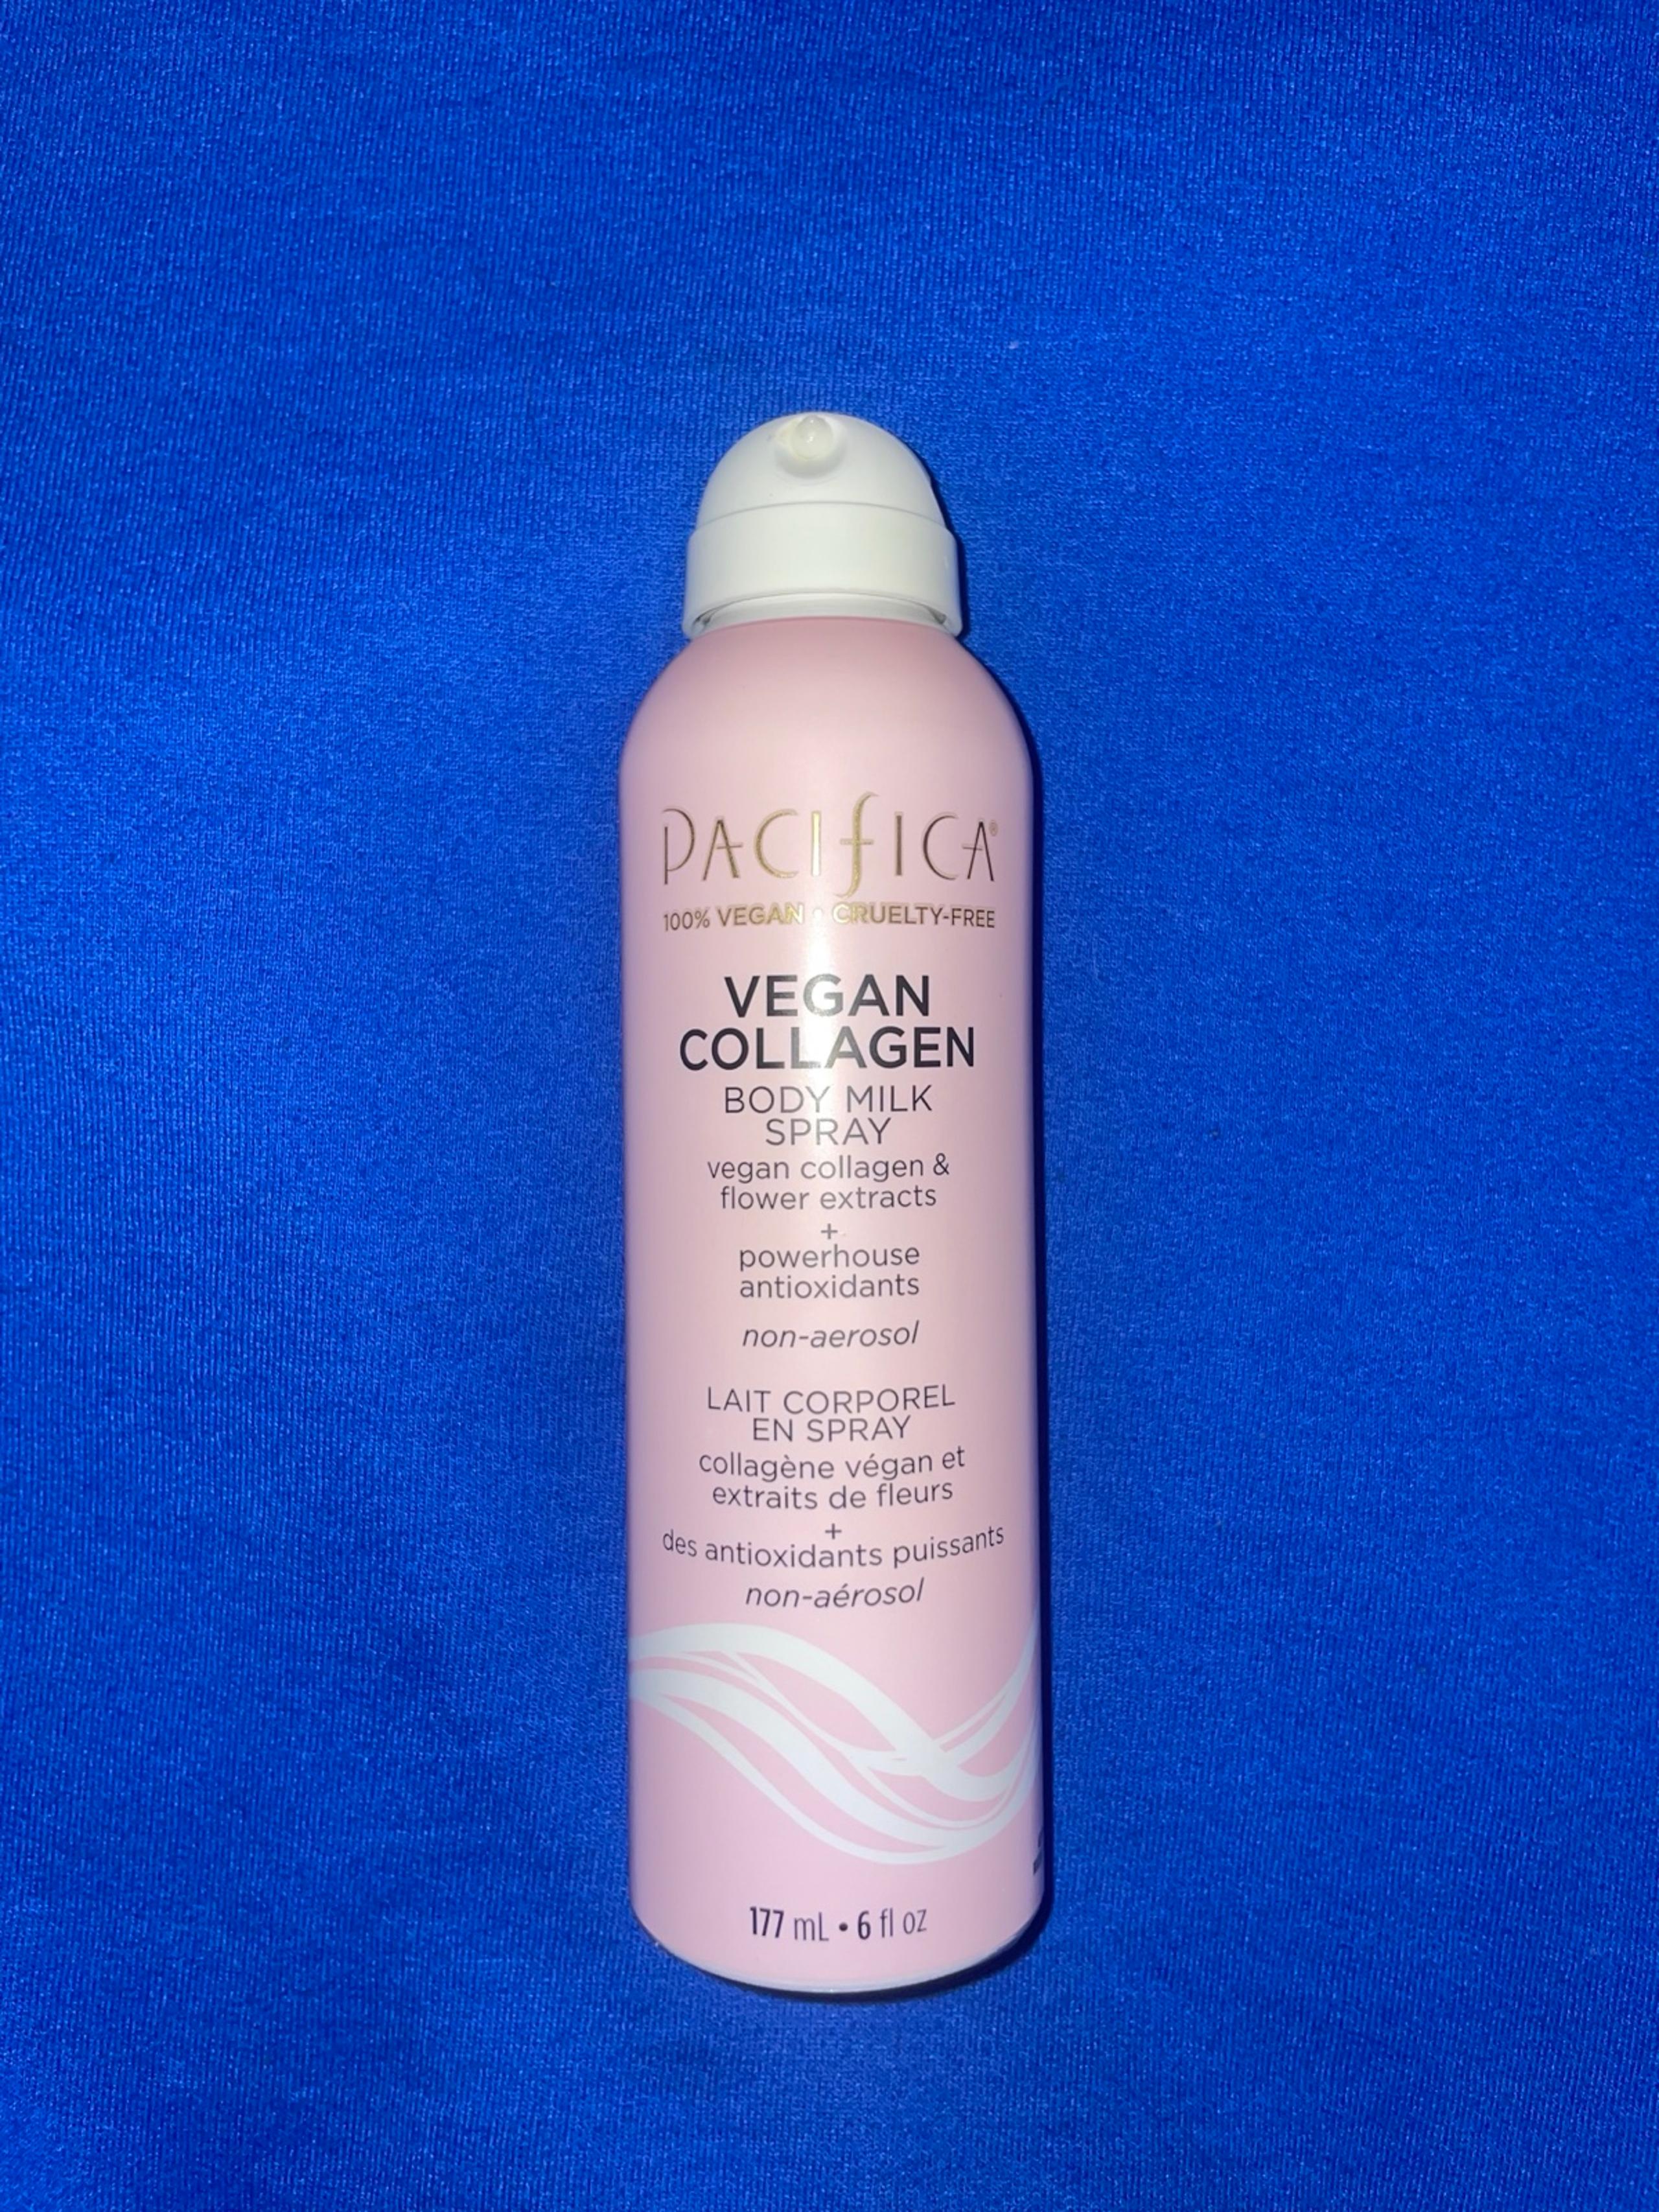 PACIFICA®
100% VEGAN • CRUELTY-FREE
VEGAN
COLLAGEN
BODY MILK
SPRAY
vegan collagen &
flower extracts
+
powerhouse
antioxidants
non-aerosol
LAIT CORPOREL
EN SPRAY
collagène végan et
extraits de fleurs
+
des antioxidants puissants
non-aérosol
177 mL • 6 fl oz